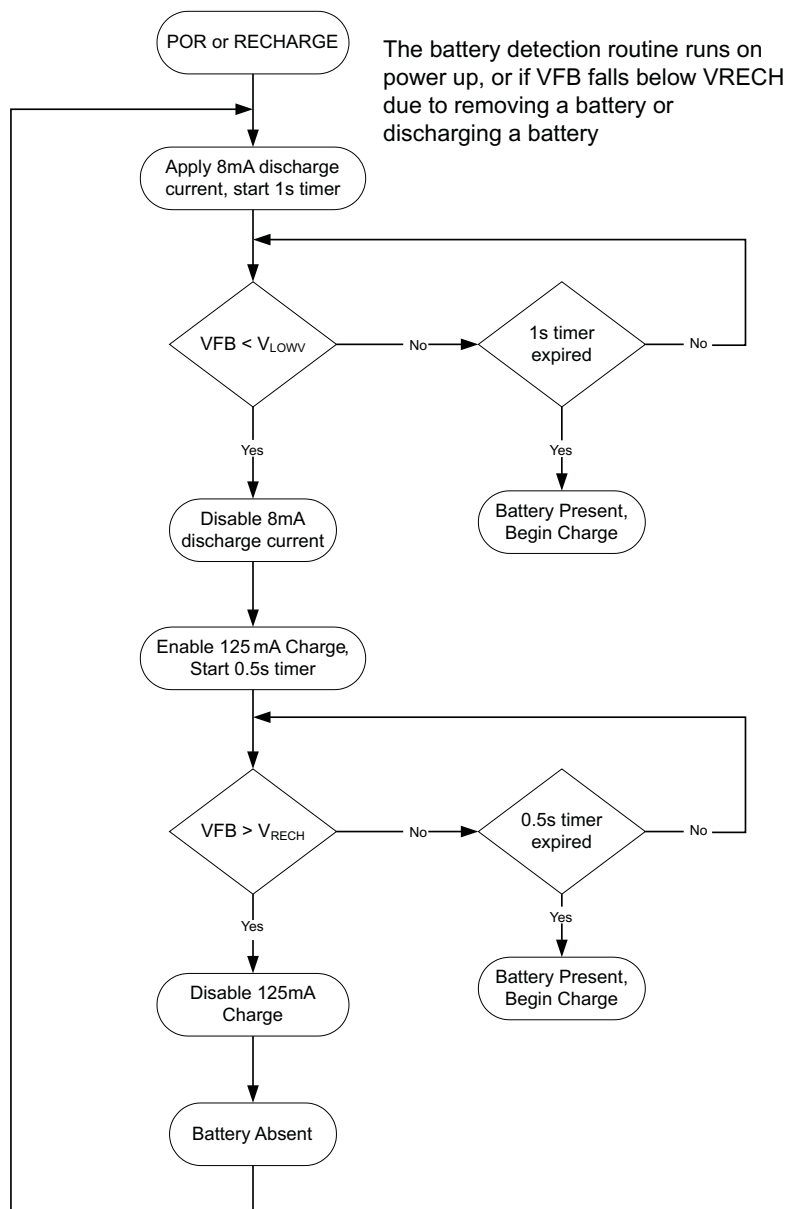 POR or RECHARGE
The battery detection routine runs on
power up, or if VFB falls below VRECH
due to removing a battery or
discharging a battery
Apply 8mA discharge
current, start 1s timer
VFB < VLOWV
No
1s timer
expired
No
Yes
Yes
Disable 8mA
discharge current
Battery Present,
Begin Charge
Enable 125 mA Charge,
Start 0.5s timer
VFB > VRECH
No
0.5s timer
expired
No
Yes
Yes
Disable 125mA
Charge
Battery Present,
Begin Charge
Battery Absent